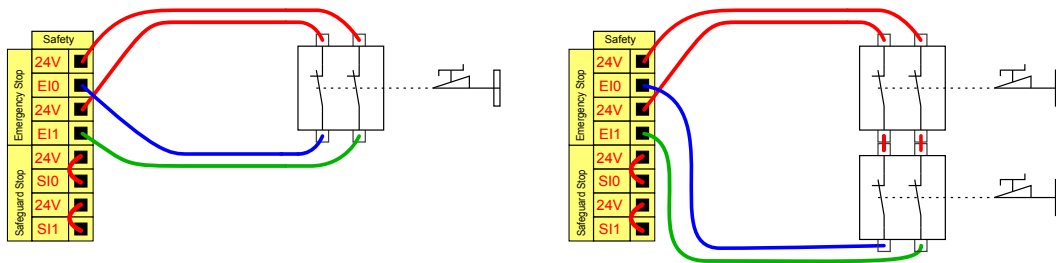 Safety
Emergency Stop
24V
EI0
24V
EI1
Safeguard Stop
24V
SI0
24V
SI1
Safety
Emergency Stop
24V
EI0
24V
EI1
Safeguard Stop
24V
SI0
24V
SI1